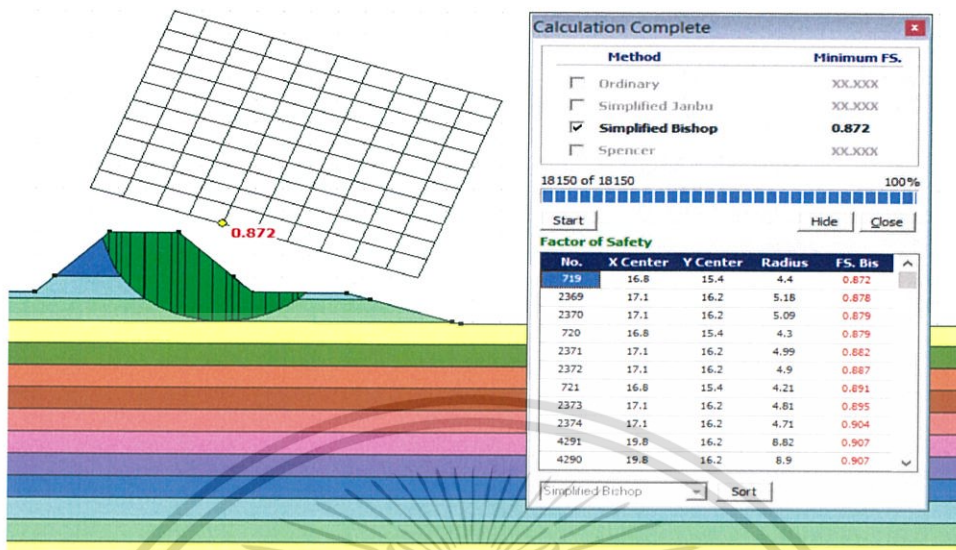 0.872
Calculation Complete
Method Minimum FS.
Ordinary XX.XXX
Simplified Janbu XX.XXX
Simplified Bishop 0.872
Spencer XX.XXX
18150 of 18150 100%
Start Hide Close
Factor of Safety
No. X Center Y Center Radius FS. Bis
719 16.8 15.4 4.4 0.872
2369 17.1 16.2 5.18 0.878
2370 17.1 16.2 5.09 0.879
720 16.8 15.4 4.3 0.879
2371 17.1 16.2 4.99 0.882
2372 17.1 16.2 4.9 0.887
721 16.8 15.4 4.21 0.891
2373 17.1 16.2 4.81 0.895
2374 17.1 16.2 4.71 0.904
4291 19.8 16.2 8.82 0.907
4290 19.8 16.2 8.9 0.907
Simplified Bishop Sort